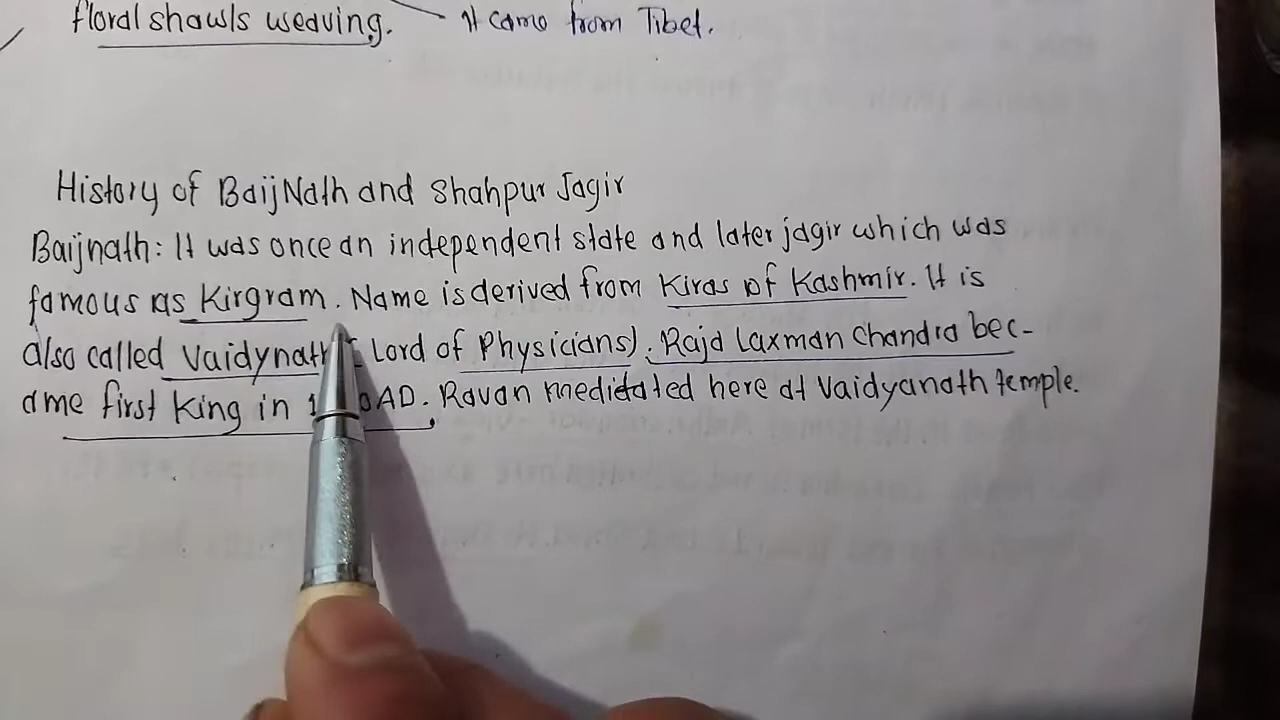 floral shawls weaving. It came from Tibet.
History of BaijNath and Shahpur Jagir
Baijnath: It was once an independent state and later jagir which was
famous as Kirgram. Name is derived from Kiras of Kashmir. It is
also called Vaidynath Lord of Physicians). Raja Laxman Chandra bec-
ame first King in AD. Ravan medidated here at Vaidyanath temple.